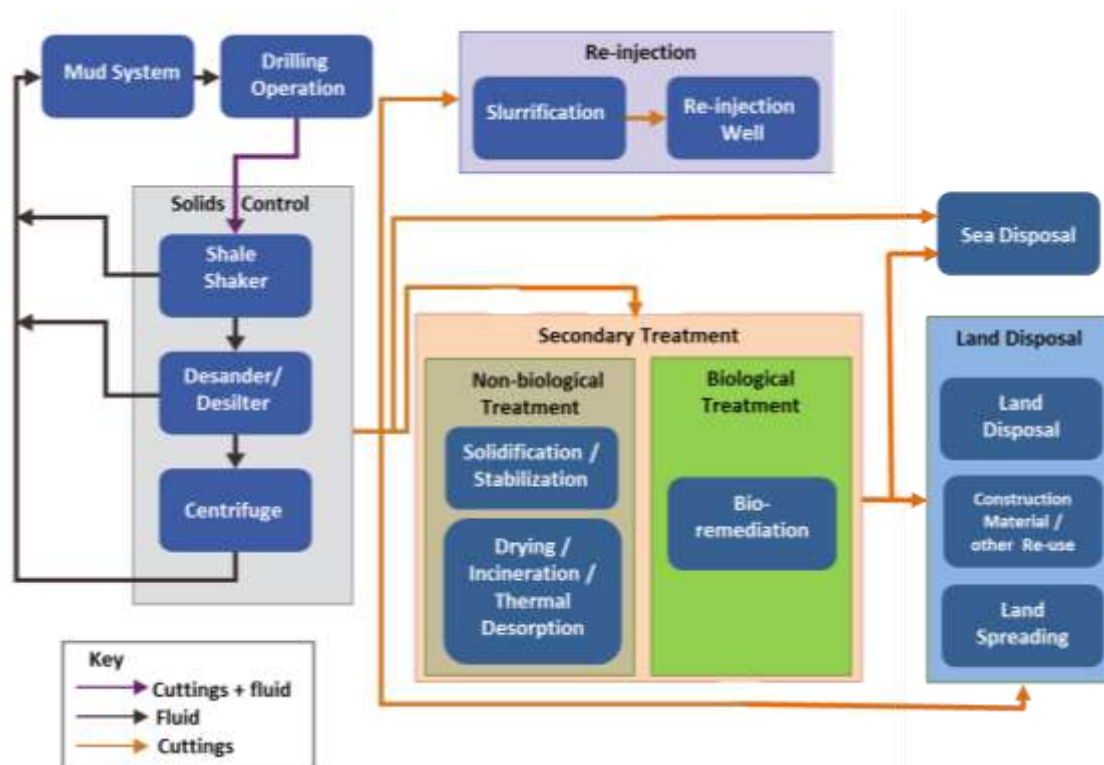 Mud System
Drilling
Operation
Re-injection
Slurrification
Re-injection
Well
Solids Control
Shale
Shaker
Desander/
Desilter
Centrifuge
Sea Disposal
Secondary Treatment
Non-biological
Treatment
Solidification /
Stabilization
Drying /
Incineration /
Thermal
Desorption
Biological
Treatment
Bio-
remediation
Land Disposal
Land
Disposal
Construction
Material /
other Re-use
Land
Spreading
Key
Cuttings + fluid
Fluid
Cuttings